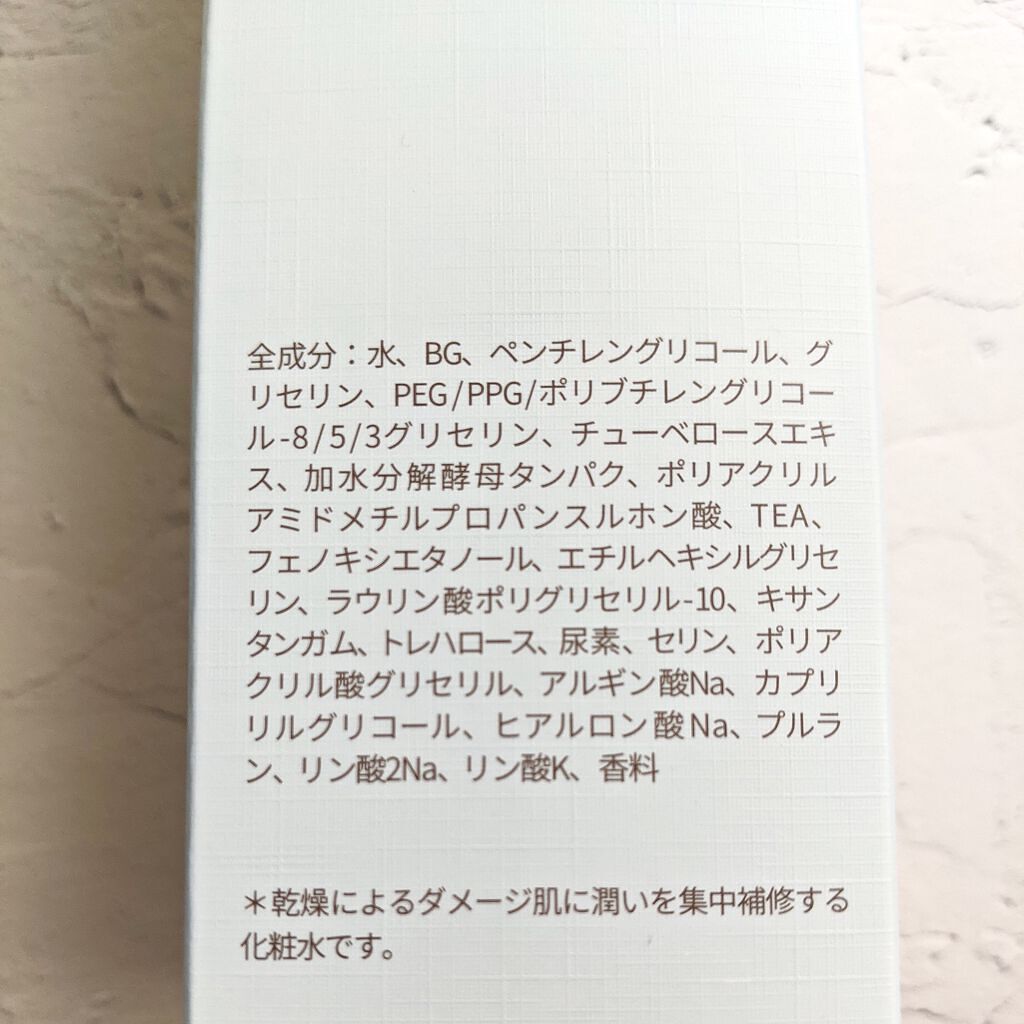 全成分：水、BG、ペンチレングリコール、グ
リセリン、PEG/PPG/ポリブチレングリコー
ル-8/5/3グリセリン、チューベロースエキ
ス、加水分解酵母タンパク、ポリアクリル
アミドメチルプロパンスルホン酸、TEA、
フェノキシエタノール、エチルヘキシルグリセ
リン、ラウリン酸ポリグリセリル-10、キサン
タンガム、トレハロース、尿素、セリン、ポリア
クリル酸グリセリル、アルギン酸Na、カプリ
リルグリコール、ヒアルロン酸Na、プルラ
ン、リン酸2Na、リン酸K、香料
＊乾燥によるダメージ肌に潤いを集中補修する
化粧水です。